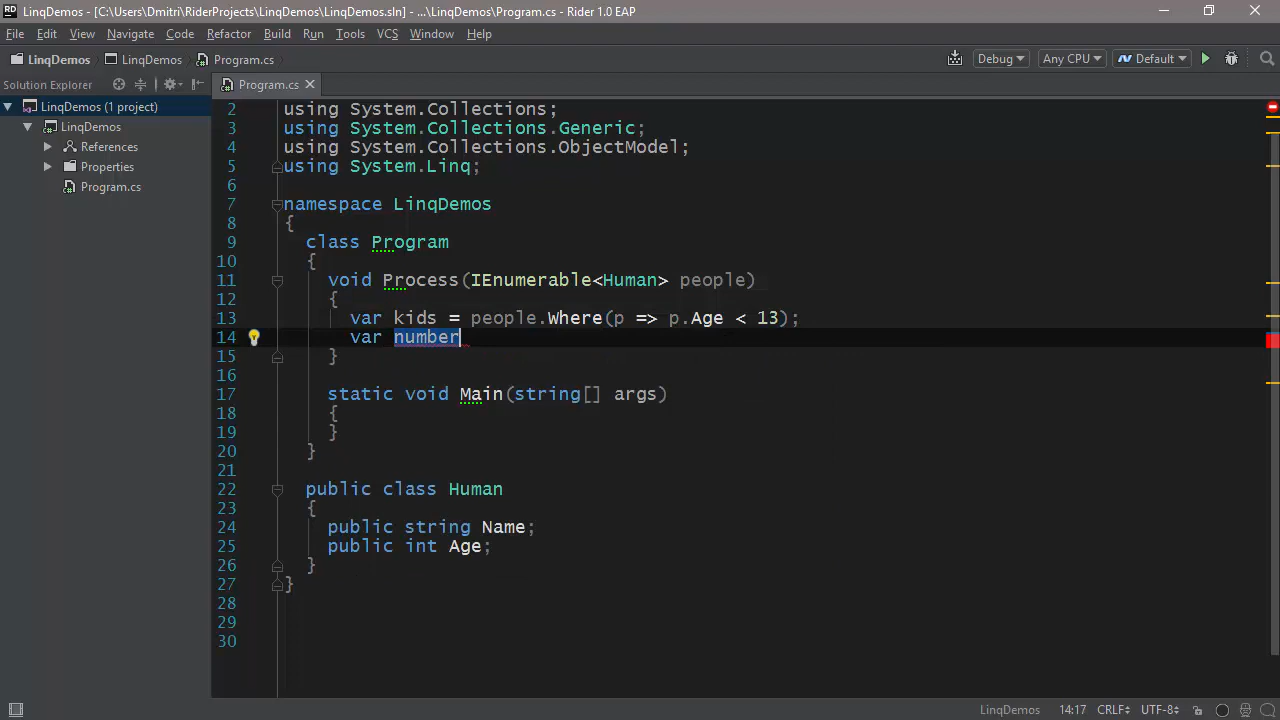 RD LinqDemos - [C:\Users\Dmitri\RiderProjects\LinqDemos\LinqDemos.sln] - ...\LinqDemos\Program.cs - Rider 1.0 EAP
File Edit View Navigate Code Refactor Build Run Tools VCS Window Help
LinqDemos LinqDemos Program.cs Debug Any CPU Default
Solution Explorer Program.cs
LinqDemos (1 project)
LinqDemos
References
Properties
Program.cs
2 using System.Collections;
3 using System.Collections.Generic;
4 using System.Collections.ObjectModel;
5 using System.Linq;
6
7 namespace LinqDemos
8 {
9 class Program
10 {
11 void Process(IEnumerable<Human> people)
12 {
13 var kids = people.Where(p => p.Age < 13);
14 var number
15 }
16
17 static void Main(string[] args)
18 {
19 }
20 }
21
22 public class Human
23 {
24 public string Name;
25 public int Age;
26 }
27 }
28
29
30
LinqDemos 14:17 CRLF UTF-8